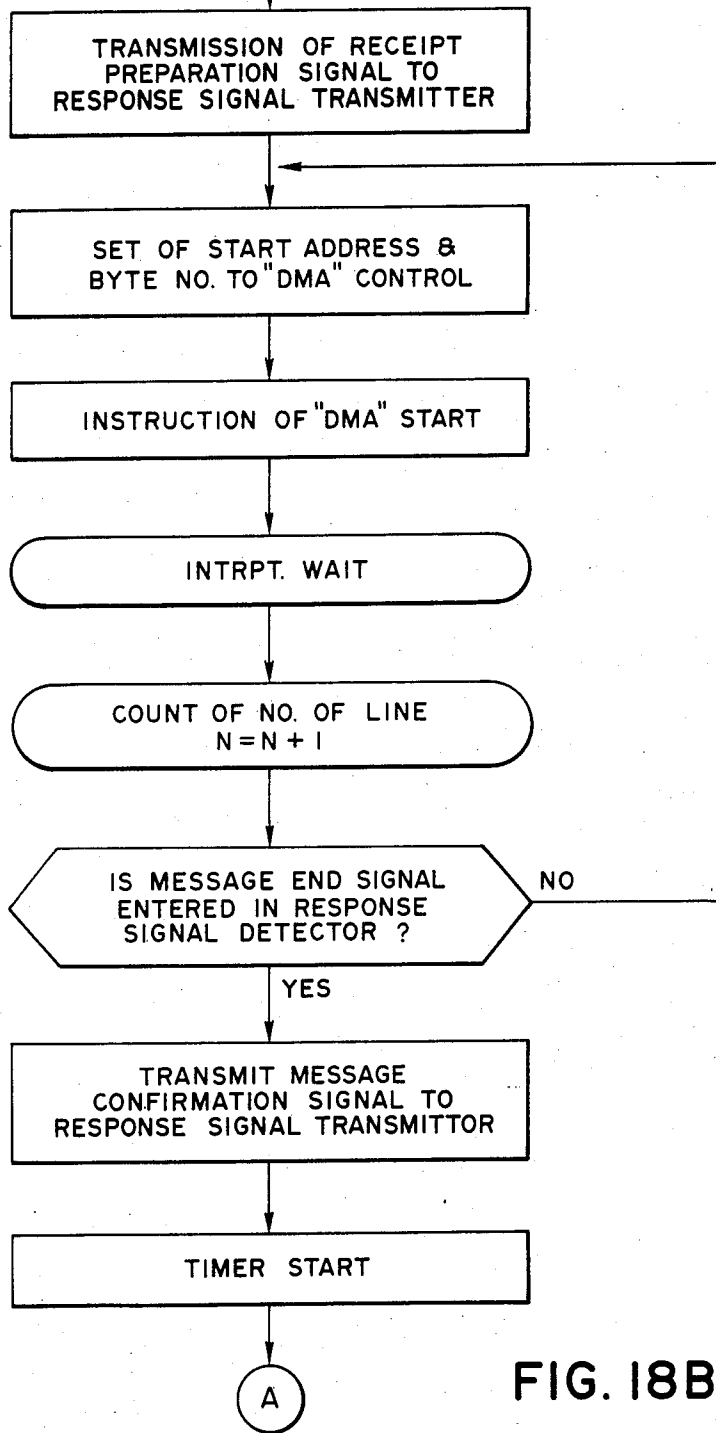 TRANSMISSION OF RECEIPT
PREPARATION SIGNAL TO
RESPONSE SIGNAL TRANSMITTER
SET OF START ADDRESS &
BYTE NO. TO "DMA" CONTROL
INSTRUCTION OF "DMA" START
INTRPT. WAIT
COUNT OF NO. OF LINE
N = N + 1
IS MESSAGE END SIGNAL
ENTERED IN RESPONSE
SIGNAL DETECTOR ?
NO
YES
TRANSMIT MESSAGE
CONFIRMATION SIGNAL TO
RESPONSE SIGNAL TRANSMITTOR
TIMER START
A
FIG. 18B